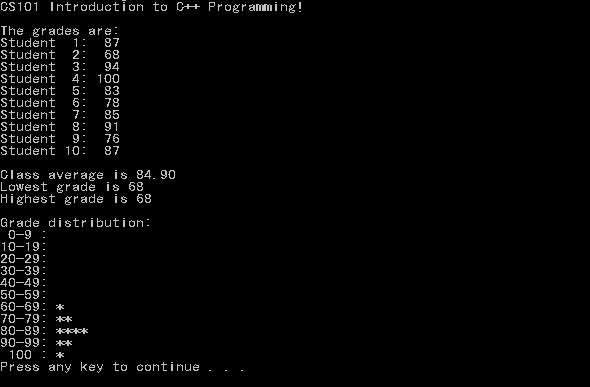 CS101 Introduction to C++ Programming!
The grades are:
Student  1:  87
Student  2:  68
Student  3:  94
Student  4: 100
Student  5:  83
Student  6:  78
Student  7:  85
Student  8:  91
Student  9:  76
Student 10:  87
Class average is 84.90
Lowest grade is 68
Highest grade is 68
Grade distribution:
 0-9 :
10-19:
20-29:
30-39:
40-49:
50-59:
60-69: *
70-79: **
80-89: ****
90-99: **
 100 : *
Press any key to continue . . .